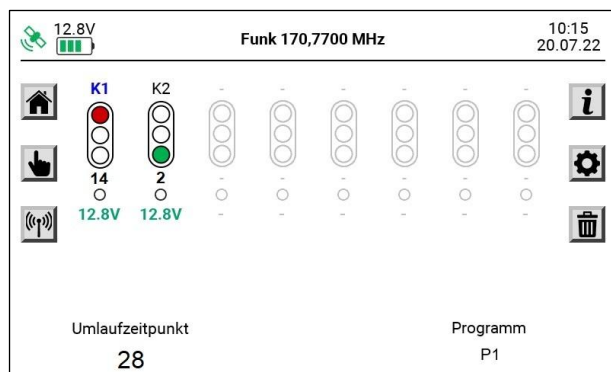 12.8V
Funk 170,7700 MHz
10:15
20.07.22
K1 K2 - - - - - -
14 2 - - - - - -
12.8V 12.8V - - - - - -
Umlaufzeitpunkt
28
Programm
P1